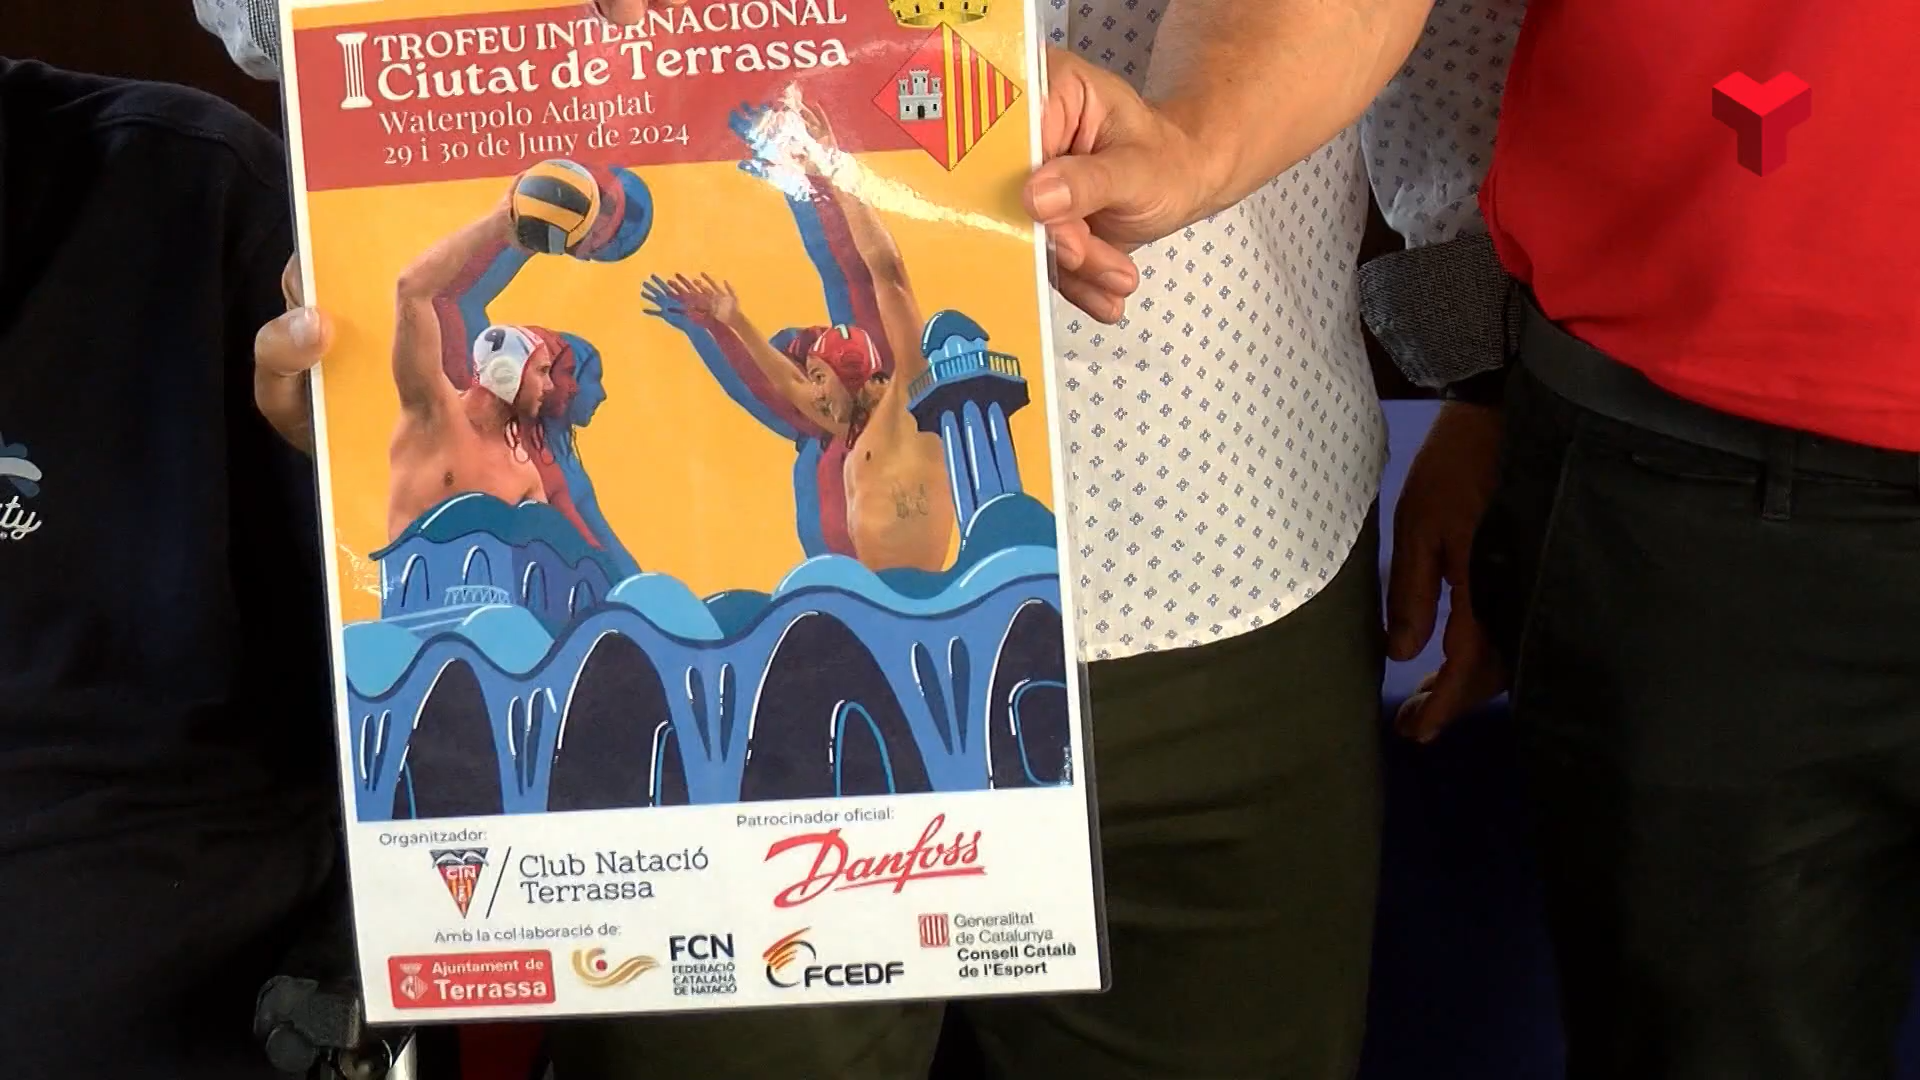 I TROFEU INTERNACIONAL
Ciutat de Terrassa
Waterpolo Adaptat
29 i 30 de Juny de 2024
Organitzador:
CNT
Club Natació
Terrassa
Patrocinador oficial:
Danfoss
Amb la col·laboració de:
Ajuntament de
Terrassa
FCN
FEDERACIÓ
CATALANA
DE NATACIÓ
FCEDF
Generalitat
de Catalunya
Consell Català
de l'Esport